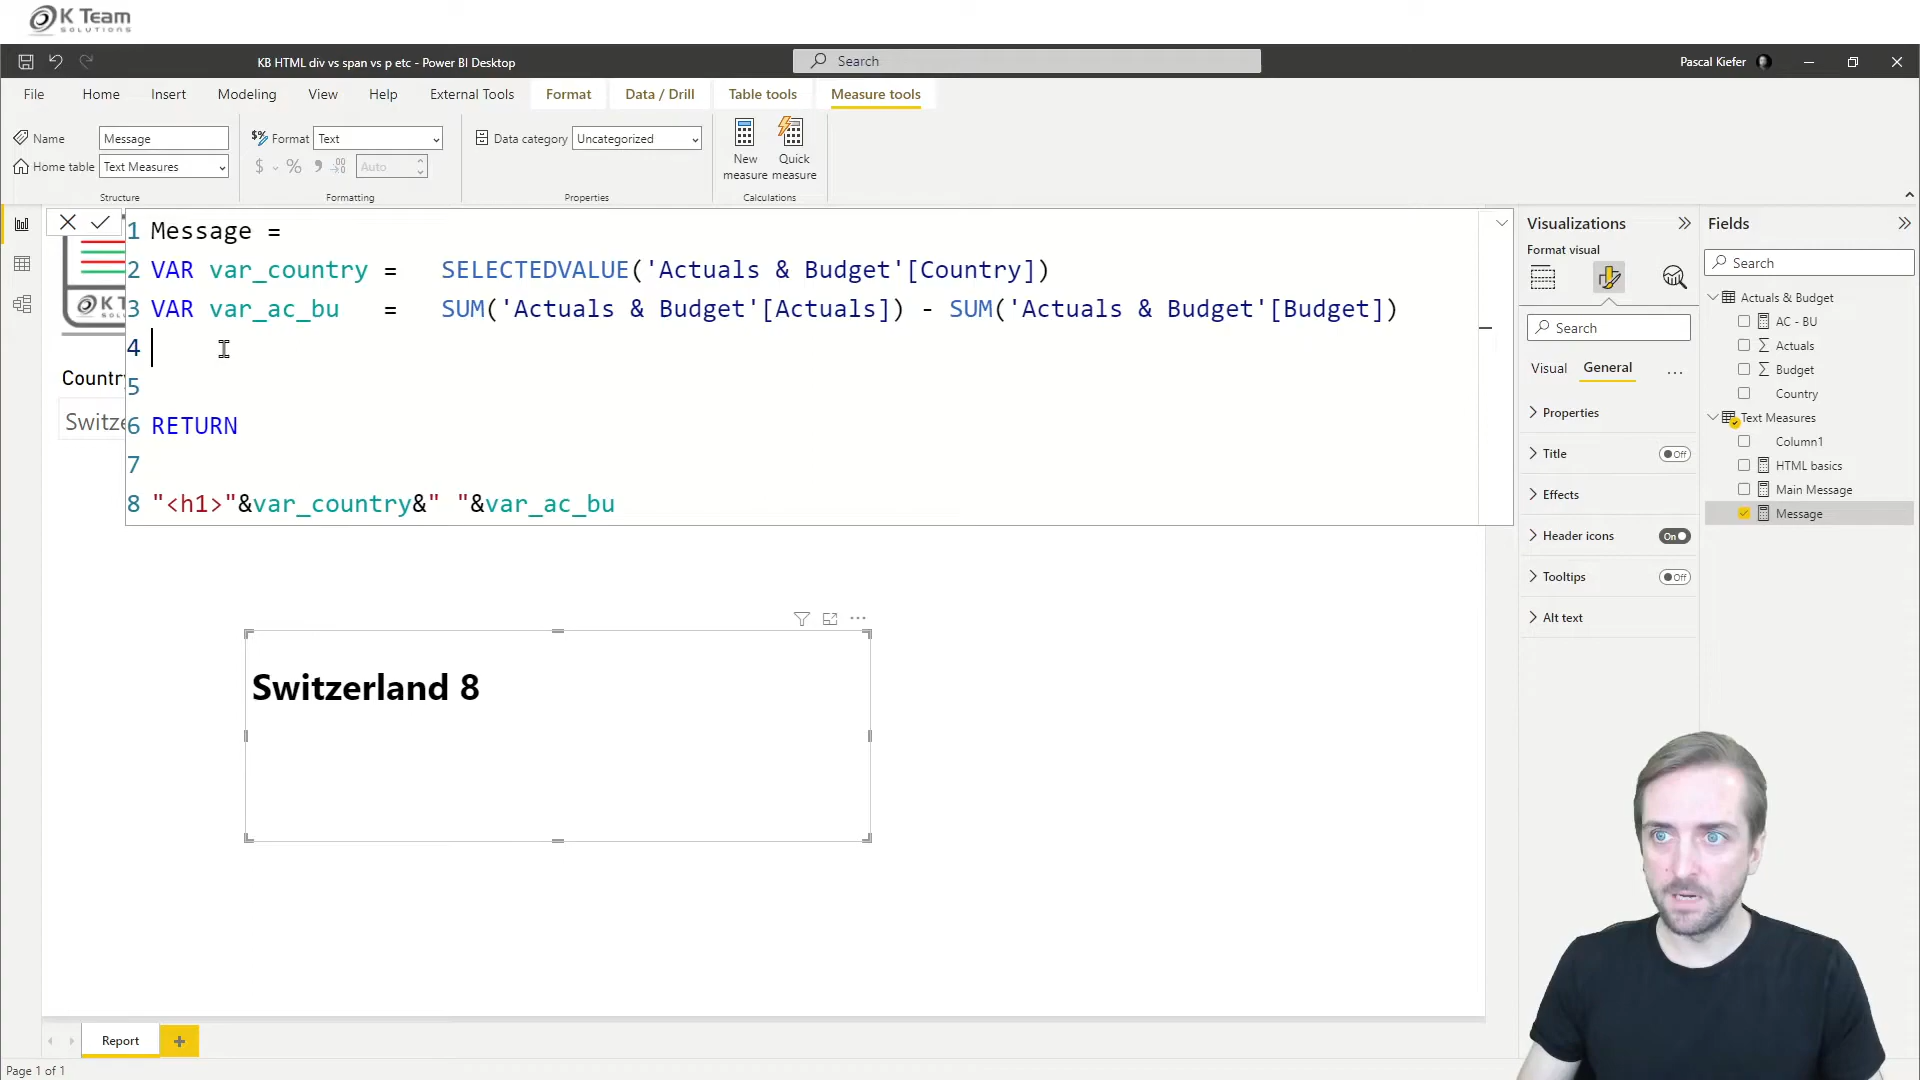 K Team
SOLUTIONS
KB HTML div vs span vs p etc - Power BI Desktop
Search
Pascal Kiefer
File Home Insert Modeling View Help External Tools Format Data / Drill Table tools Measure tools
Name Message
Home table Text Measures
Structure
Format Text
$ % Auto
Formatting
Data category Uncategorized
Properties
New measure
Quick measure
Calculations
1 Message =
2 VAR var_country = SELECTEDVALUE('Actuals & Budget'[Country])
3 VAR var_ac_bu = SUM('Actuals & Budget'[Actuals]) - SUM('Actuals & Budget'[Budget])
4
5
6 RETURN
7
8 "<h1>"&var_country&" "&var_ac_bu
Switzerland 8
Visualizations
Format visual
Search
Visual General ...
Properties
Title Off
Effects
Header icons On
Tooltips Off
Alt text
Fields
Search
Actuals & Budget
AC - BU
Actuals
Budget
Country
Text Measures
Column1
HTML basics
Main Message
Message
Report
Page 1 of 1